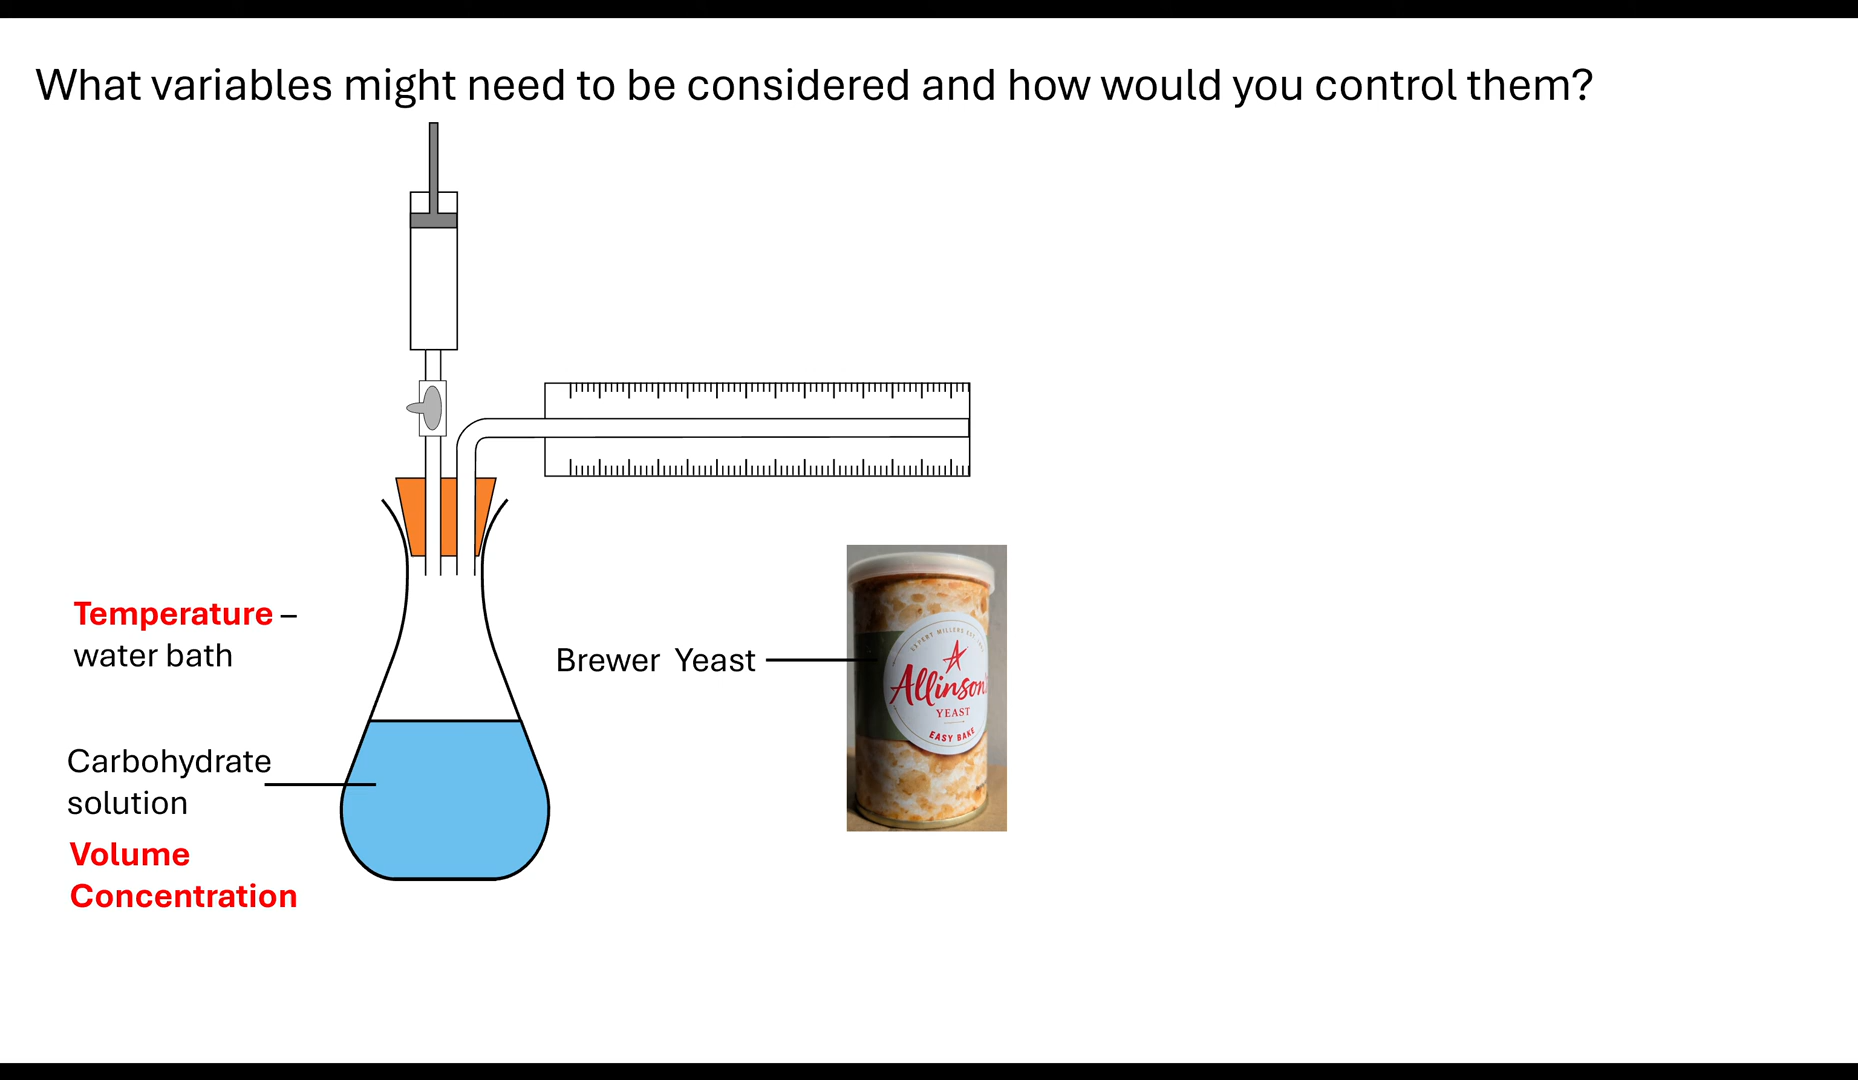 What variables might need to be considered and how would you control them?
Temperature –
water bath
Brewer Yeast
Allinson's
YEAST
EASY BAKE
Carbohydrate
solution
Volume
Concentration